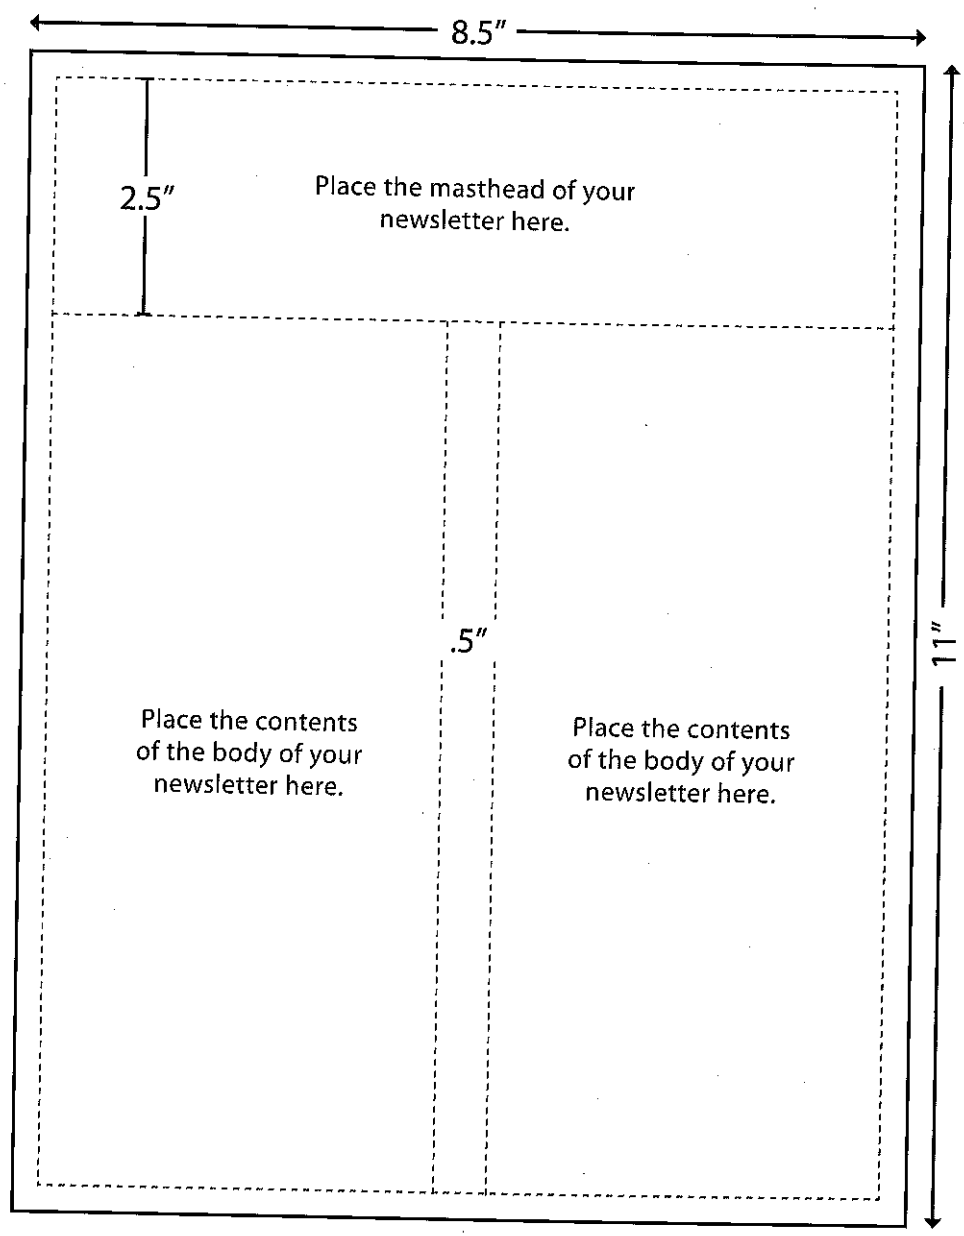 8.5″
2.5″
Place the masthead of your
newsletter here.
11″
.5″
Place the contents
of the body of your
newsletter here.
Place the contents
of the body of your
newsletter here.